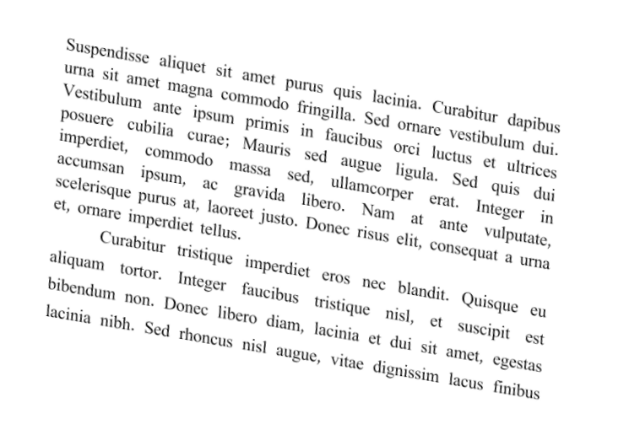 Suspendisse aliquet sit amet purus quis lacinia. Curabitur dapibus
urna sit amet magna commodo fringilla. Sed ornare vestibulum dui.
Vestibulum ante ipsum primis in faucibus orci luctus et ultrices
posuere cubilia curae; Mauris sed augue ligula. Sed quis dui
imperdiet, commodo massa sed, ullamcorper erat. Integer in
accumsan ipsum, ac gravida libero. Nam at ante vulputate,
scelerisque purus at, laoreet justo. Donec risus elit, consequat a urna
et, ornare imperdiet tellus.
Curabitur tristique imperdiet eros nec blandit. Quisque eu
aliquam tortor. Integer faucibus tristique nisl, et suscipit est
bibendum non. Donec libero diam, lacinia et dui sit amet, egestas
lacinia nibh. Sed rhoncus nisl augue, vitae dignissim lacus finibus